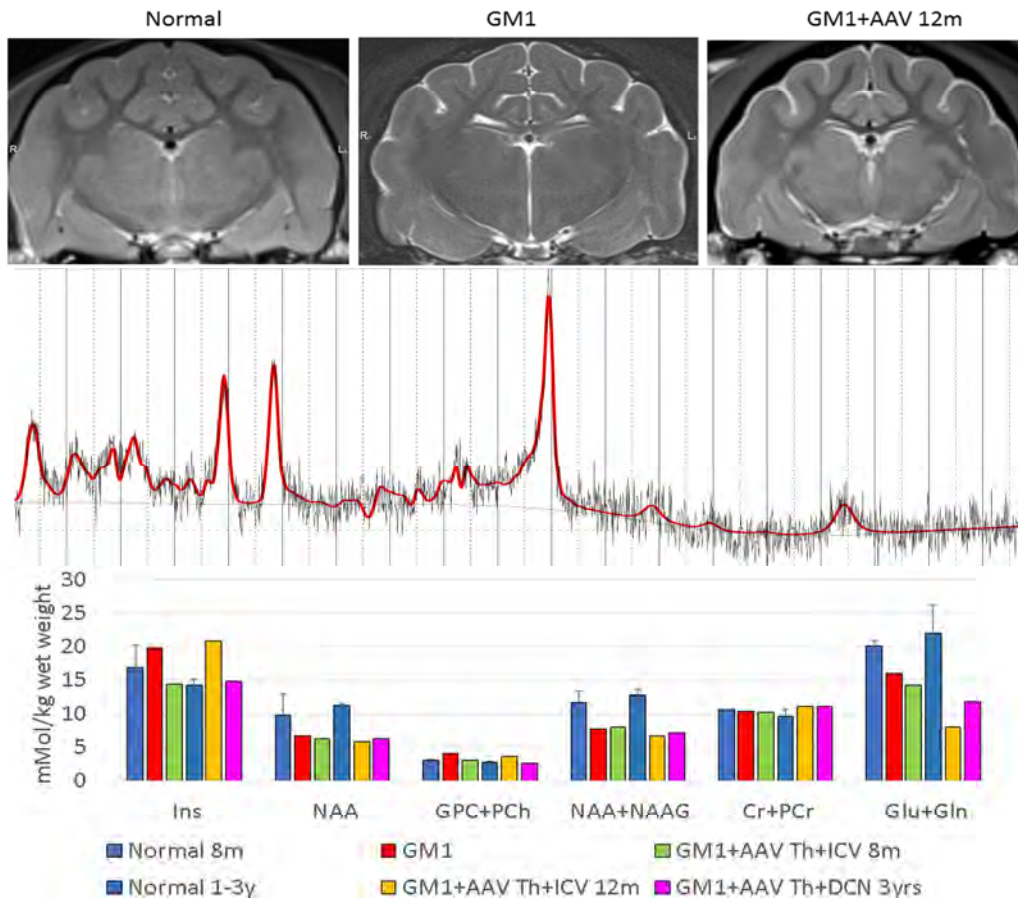 Normal GM1 GM1+AAV 12m
R L R L
mMol/kg wet weight
30
25
20
15
10
5
0
Ins NAA GPC+PCh NAA+NAAG Cr+PCr Glu+Gln
Normal 8m GM1 GM1+AAV Th+ICV 8m
Normal 1-3y GM1+AAV Th+ICV 12m GM1+AAV Th+DCN 3yrs